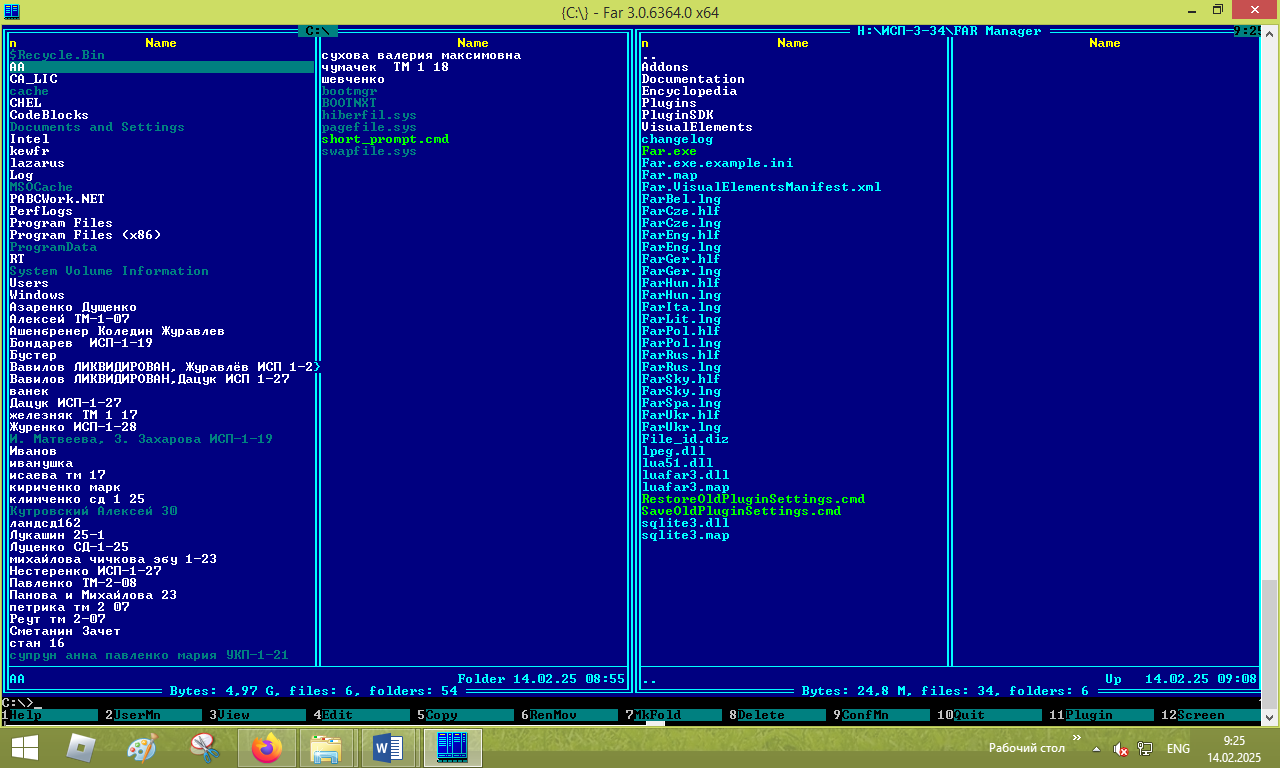 {C:\} - Far 3.0.6364.0 x64
C:\
n Name Name
$Recycle.Bin
AA
CA_LIC
cache
CHEL
CodeBlocks
Documents and Settings
Intel
kewfr
lazarus
Log
MSOCache
PABCWork.NET
PerfLogs
Program Files
Program Files (x86)
ProgramData
RT
System Volume Information
Users
Windows
Азаренко Дущенко
Алексей ТМ-1-07
Ашенбренер Коледин Журавлев
Бондарев  ИСП-1-19
Бустер
Вавилов ЛИКВИДИРОВАН, Журавлёв ИСП 1-2}
Вавилов ЛИКВИДИРОВАН,Дацук ИСП 1-27
ванек
Дацук ИСП-1-27
железняк ТМ 1 17
Журенко ИСП-1-28
И. Матвеева, З. Захарова ИСП-1-19
Иванов
иванушка
исаева тм 17
кириченко марк
климченко сд 1 25
Кутровский Алексей 30
ландсд162
Лукашин 25-1
Луценко СД-1-25
михайлова чичкова эбу 1-23
Нестеренко ИСП-1-27
Павленко ТМ-2-08
Панова и Михайлова 23
петрика тм 2 07
Реут тм 2-07
Сметанин Зачет
стан 16
супрун анна павленко мария УКП-1-21
сухова валерия максимовна
чумачек  ТМ 1 18
шевченко
bootmgr
BOOTNXT
hiberfil.sys
pagefile.sys
short_prompt.cmd
swapfile.sys
AA Folder 14.02.25 08:55
Bytes: 4,97 G, files: 6, folders: 54
H:\ИСП-3-34\FAR Manager
9:25
n Name Name
..
Addons
Documentation
Encyclopedia
Plugins
PluginSDK
VisualElements
changelog
Far.exe
Far.exe.example.ini
Far.map
Far.VisualElementsManifest.xml
FarBel.lng
FarCze.hlf
FarCze.lng
FarEng.hlf
FarEng.lng
FarGer.hlf
FarGer.lng
FarHun.hlf
FarHun.lng
FarIta.lng
FarLit.lng
FarPol.hlf
FarPol.lng
FarRus.hlf
FarRus.lng
FarSky.hlf
FarSky.lng
FarSpa.lng
FarUkr.hlf
FarUkr.lng
File_id.diz
lpeg.dll
lua51.dll
luafar3.dll
luafar3.map
RestoreOldPluginSettings.cmd
SaveOldPluginSettings.cmd
sqlite3.dll
sqlite3.map
.. Up 14.02.25 09:08
Bytes: 24,8 M, files: 34, folders: 6
C:\>_
1Help 2UserMn 3View 4Edit 5Copy 6RenMov 7MkFold 8Delete 9ConfMn 10Quit 11Plugin 12Screen
Рабочий стол » ENG 9:25
14.02.2025